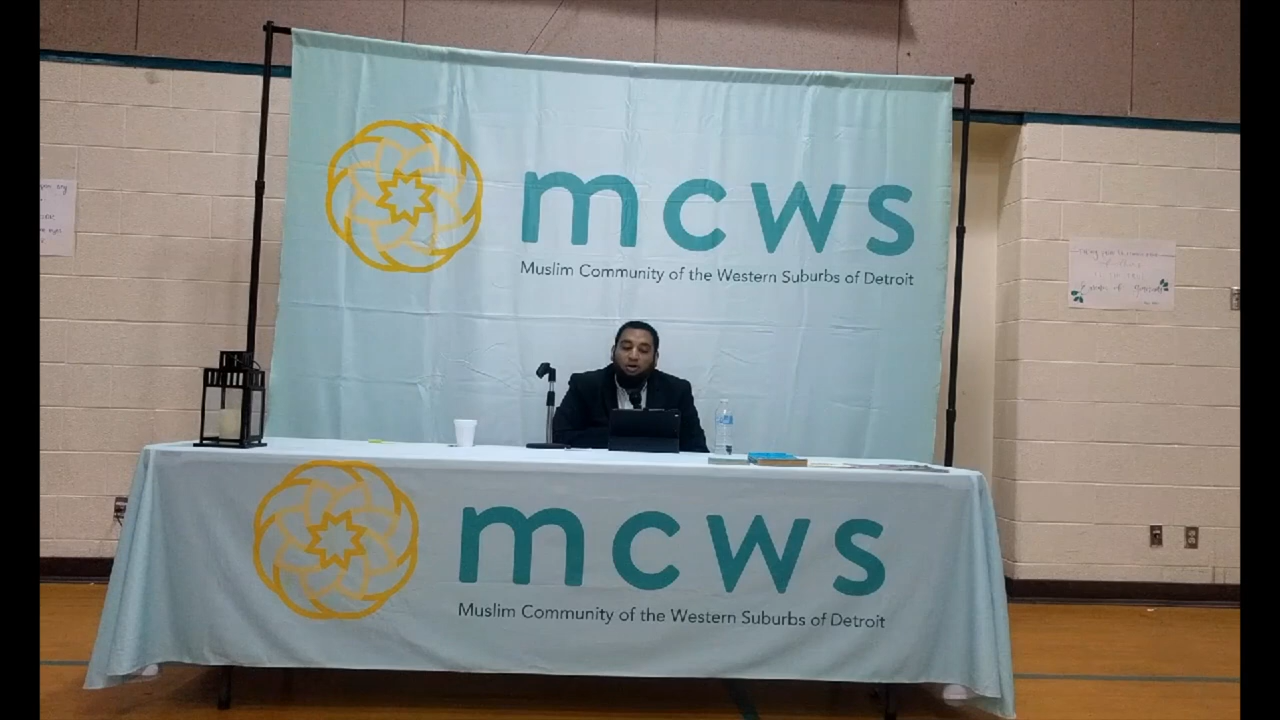 mcws
Muslim Community of the Western Suburbs of Detroit
mcws
Muslim Community of the Western Suburbs of Detroit